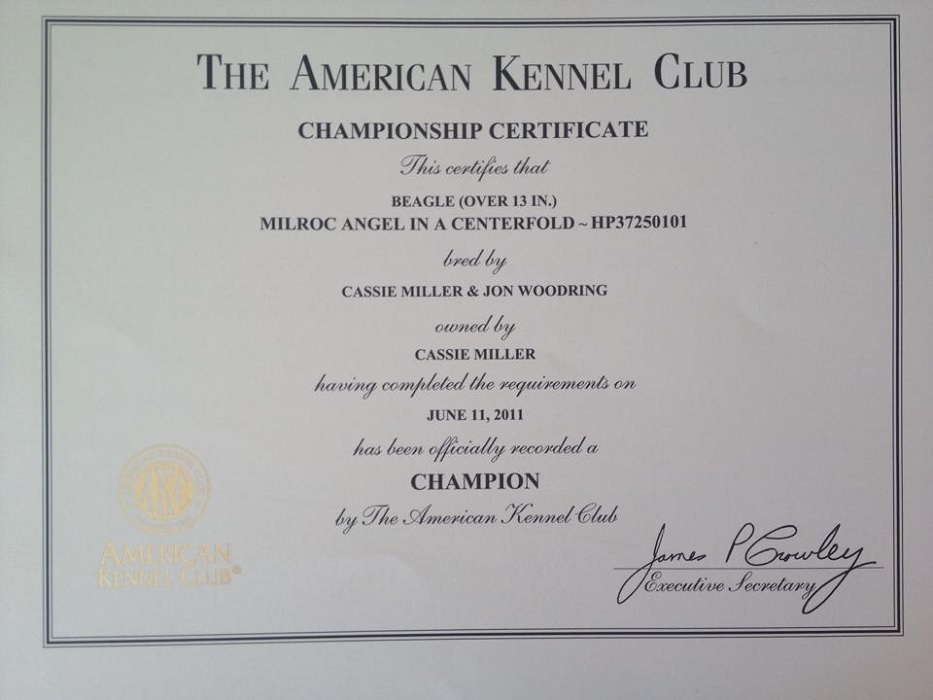 THE AMERICAN KENNEL CLUB
CHAMPIONSHIP CERTIFICATE
This certifies that
BEAGLE (OVER 13 IN.)
MILROC ANGEL IN A CENTERFOLD ~ HP37250101
bred by
CASSIE MILLER & JON WOODRING
owned by
CASSIE MILLER
having completed the requirements on
JUNE 11, 2011
has been officially recorded a
CHAMPION
by The American Kennel Club
AMERICAN
KENNEL CLUB®
James P Crowley
Executive Secretary